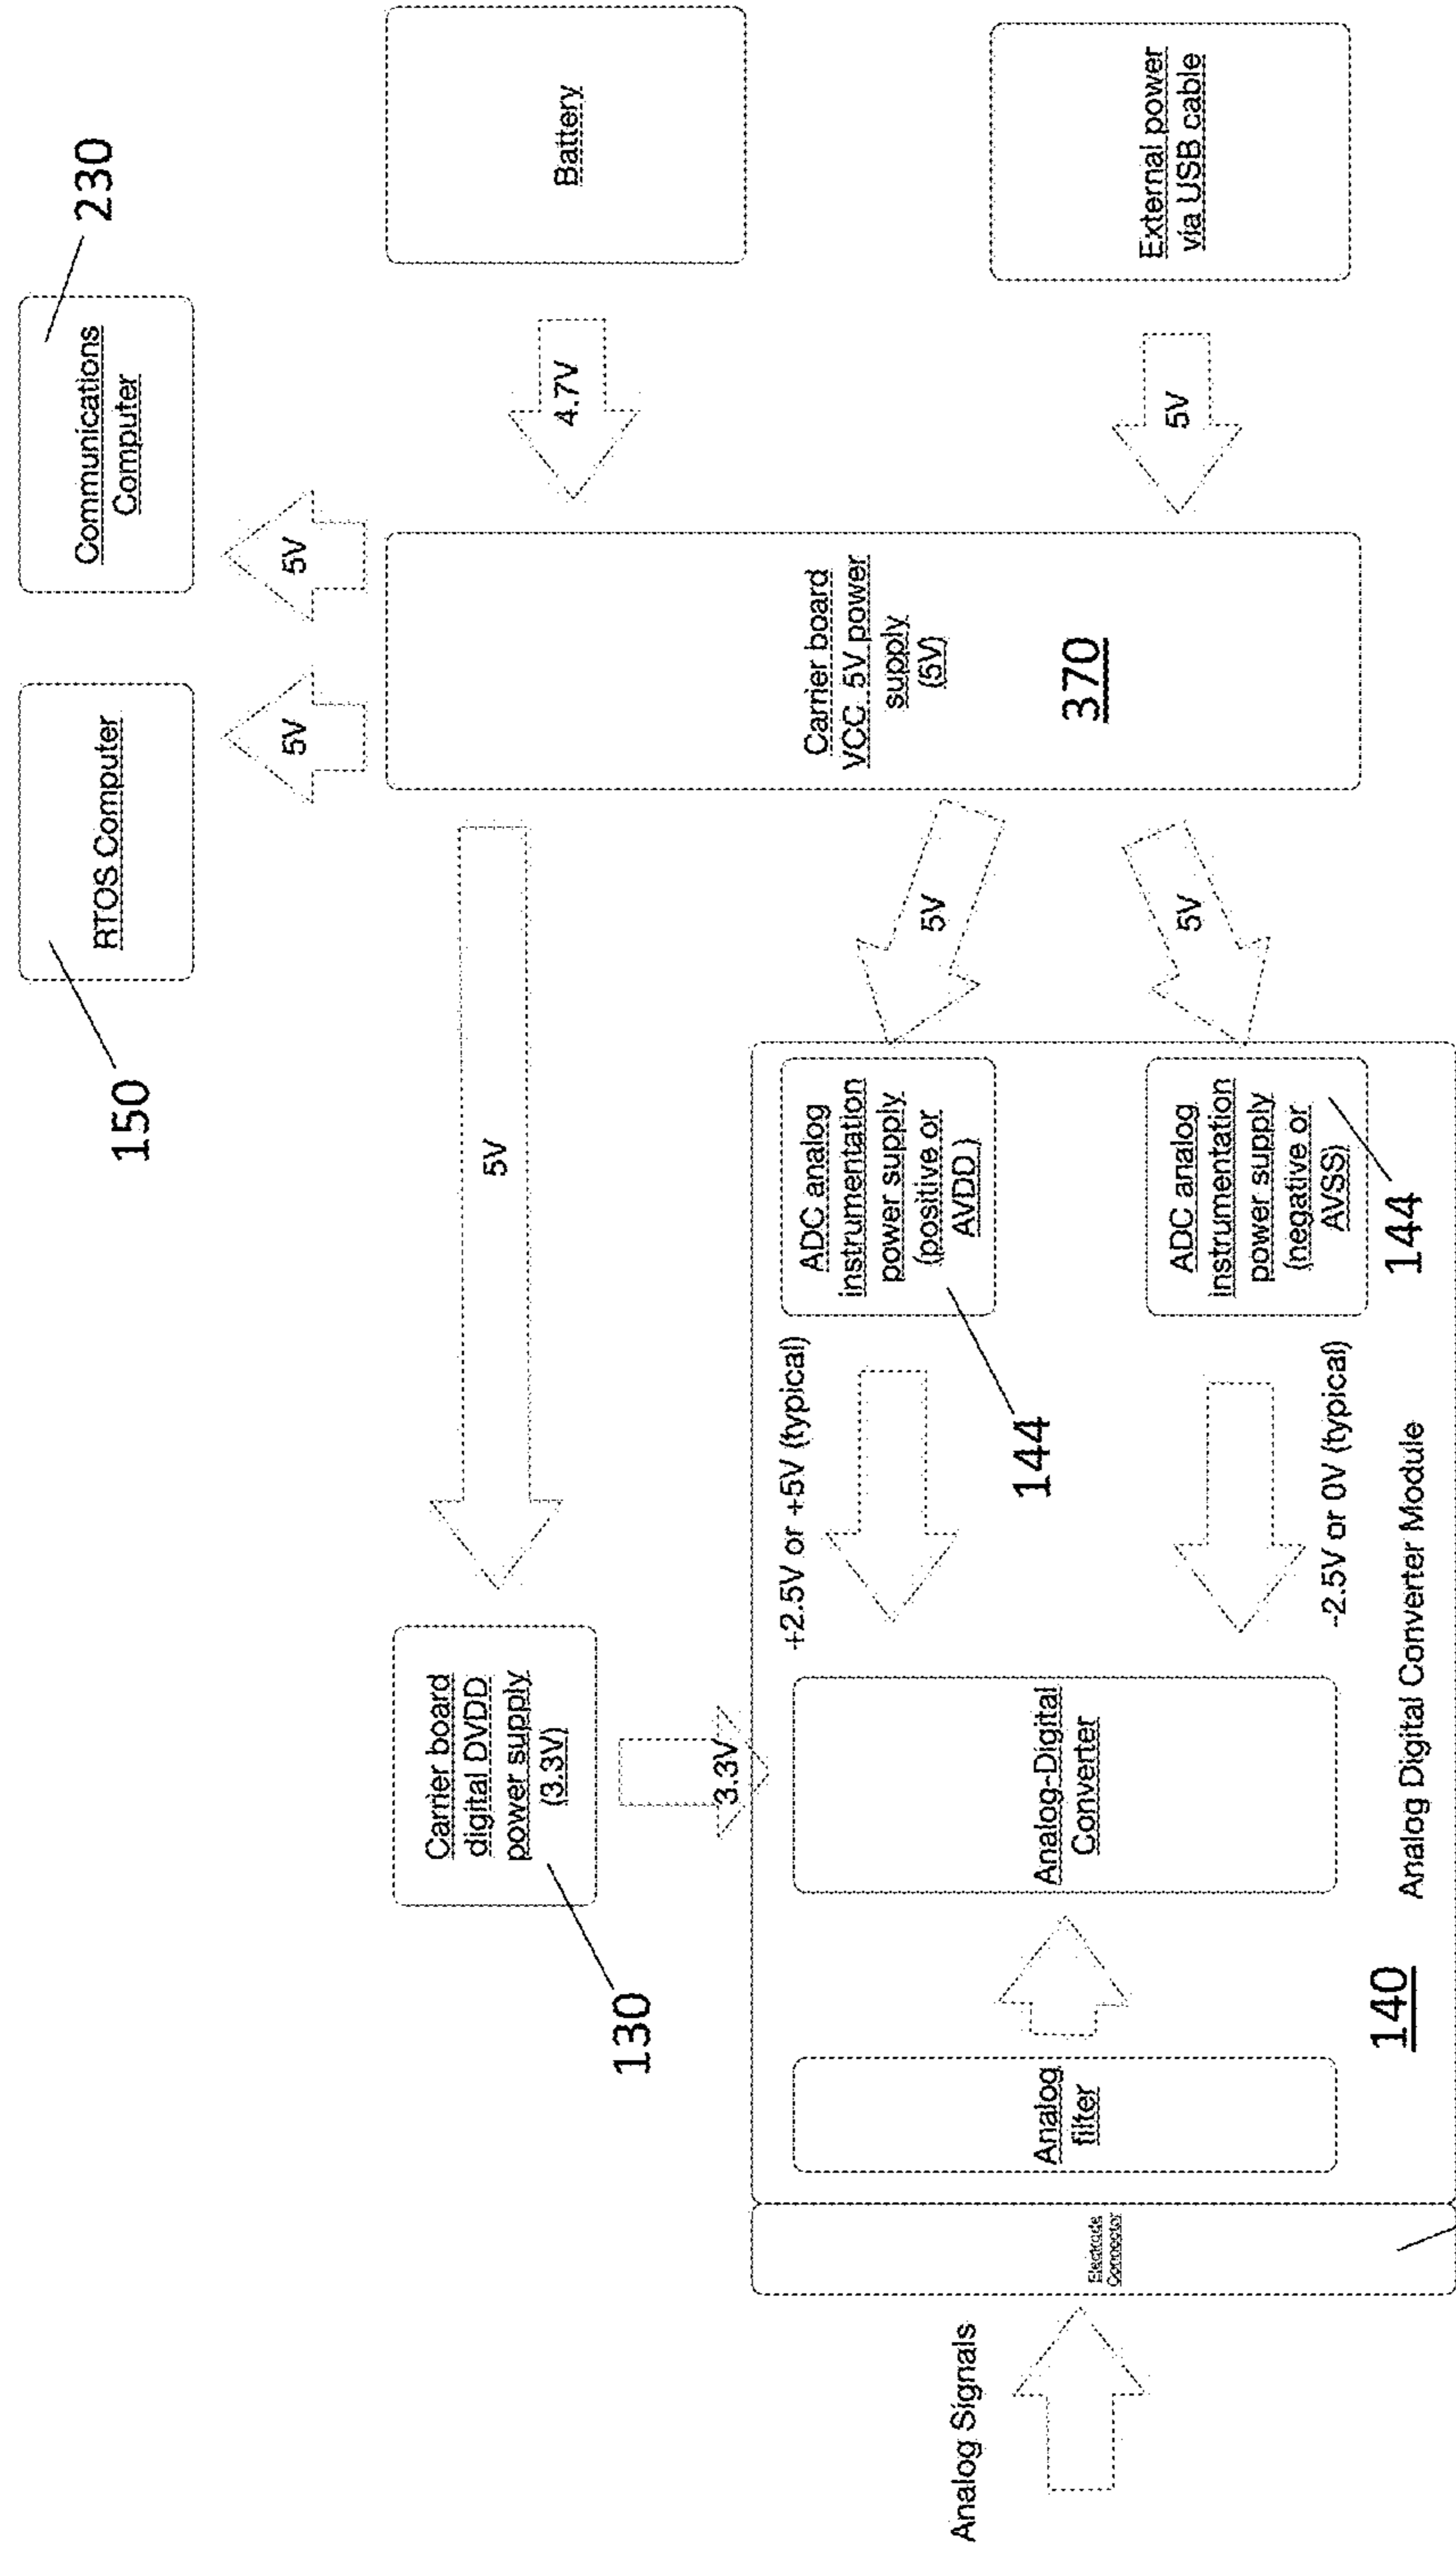 150
RTOS Computer
Communications
Computer
230
5V
5V
5V
Carrier board
digital DVDD
power supply
(3.3V)
130
3.3V
Carrier board
VCC. 5V power
supply
(5V)
370
4.7V
Battery
5V
External power
via USB cable
5V
5V
ADC analog
instrumentation
power supply
(positive or
AVDD )
144
+2.5V or +5V (typical)
ADC analog
instrumentation
power supply
(negative or
AVSS)
144
-2.5V or 0V (typical)
Analog-Digital
Converter
Analog
filter
Electrode
Connector
Analog Signals
140
Analog Digital Converter Module